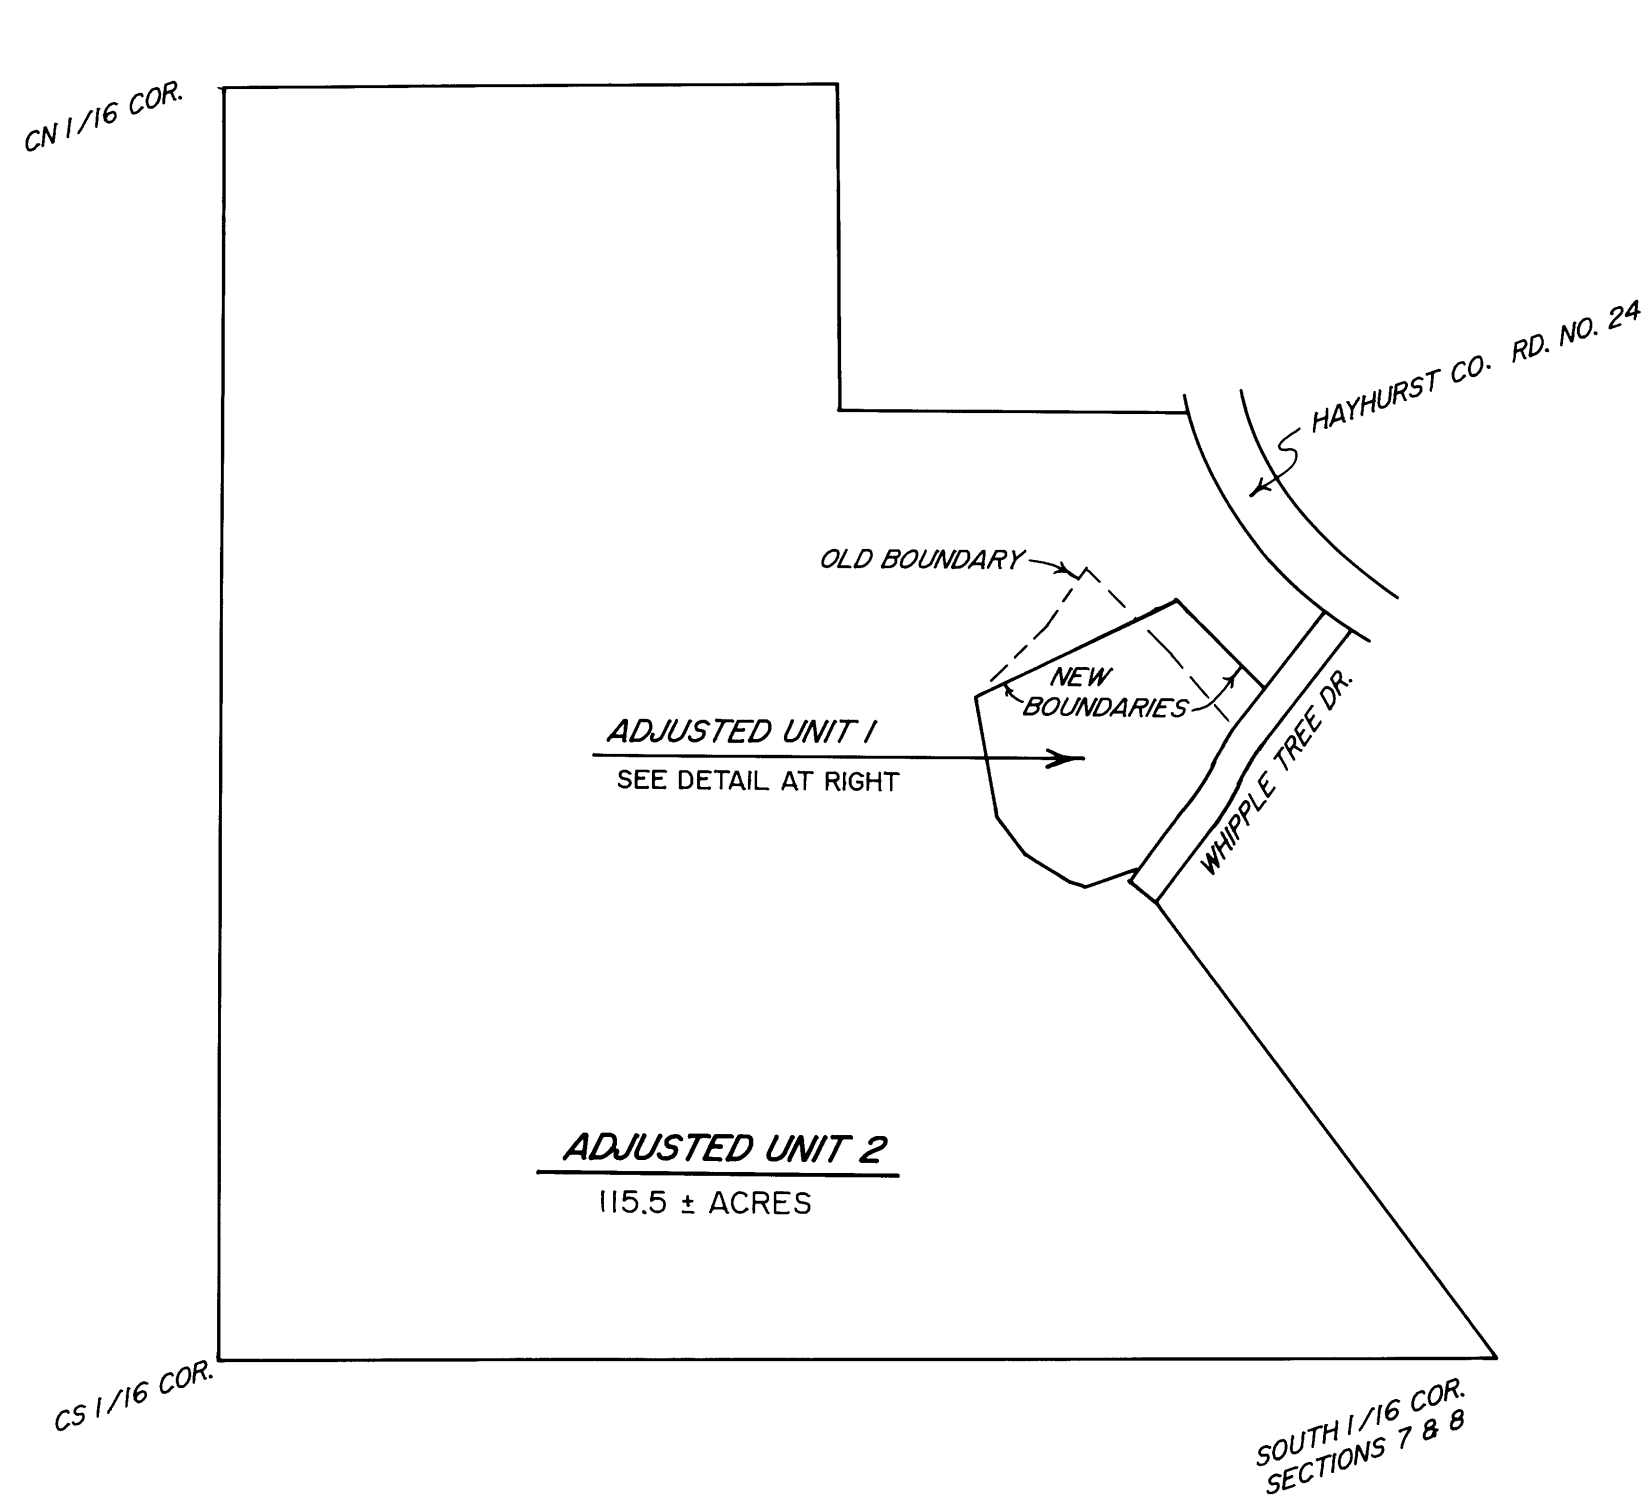 CN 1/16 COR.
HAYHURST CO. RD. NO. 24
OLD BOUNDARY
NEW
BOUNDARIES
ADJUSTED UNIT 1
SEE DETAIL AT RIGHT
WHIPPLE TREE DR.
ADJUSTED UNIT 2
115.5 ± ACRES
CS 1/16 COR.
SOUTH 1/16 COR.
SECTIONS 7 & 8